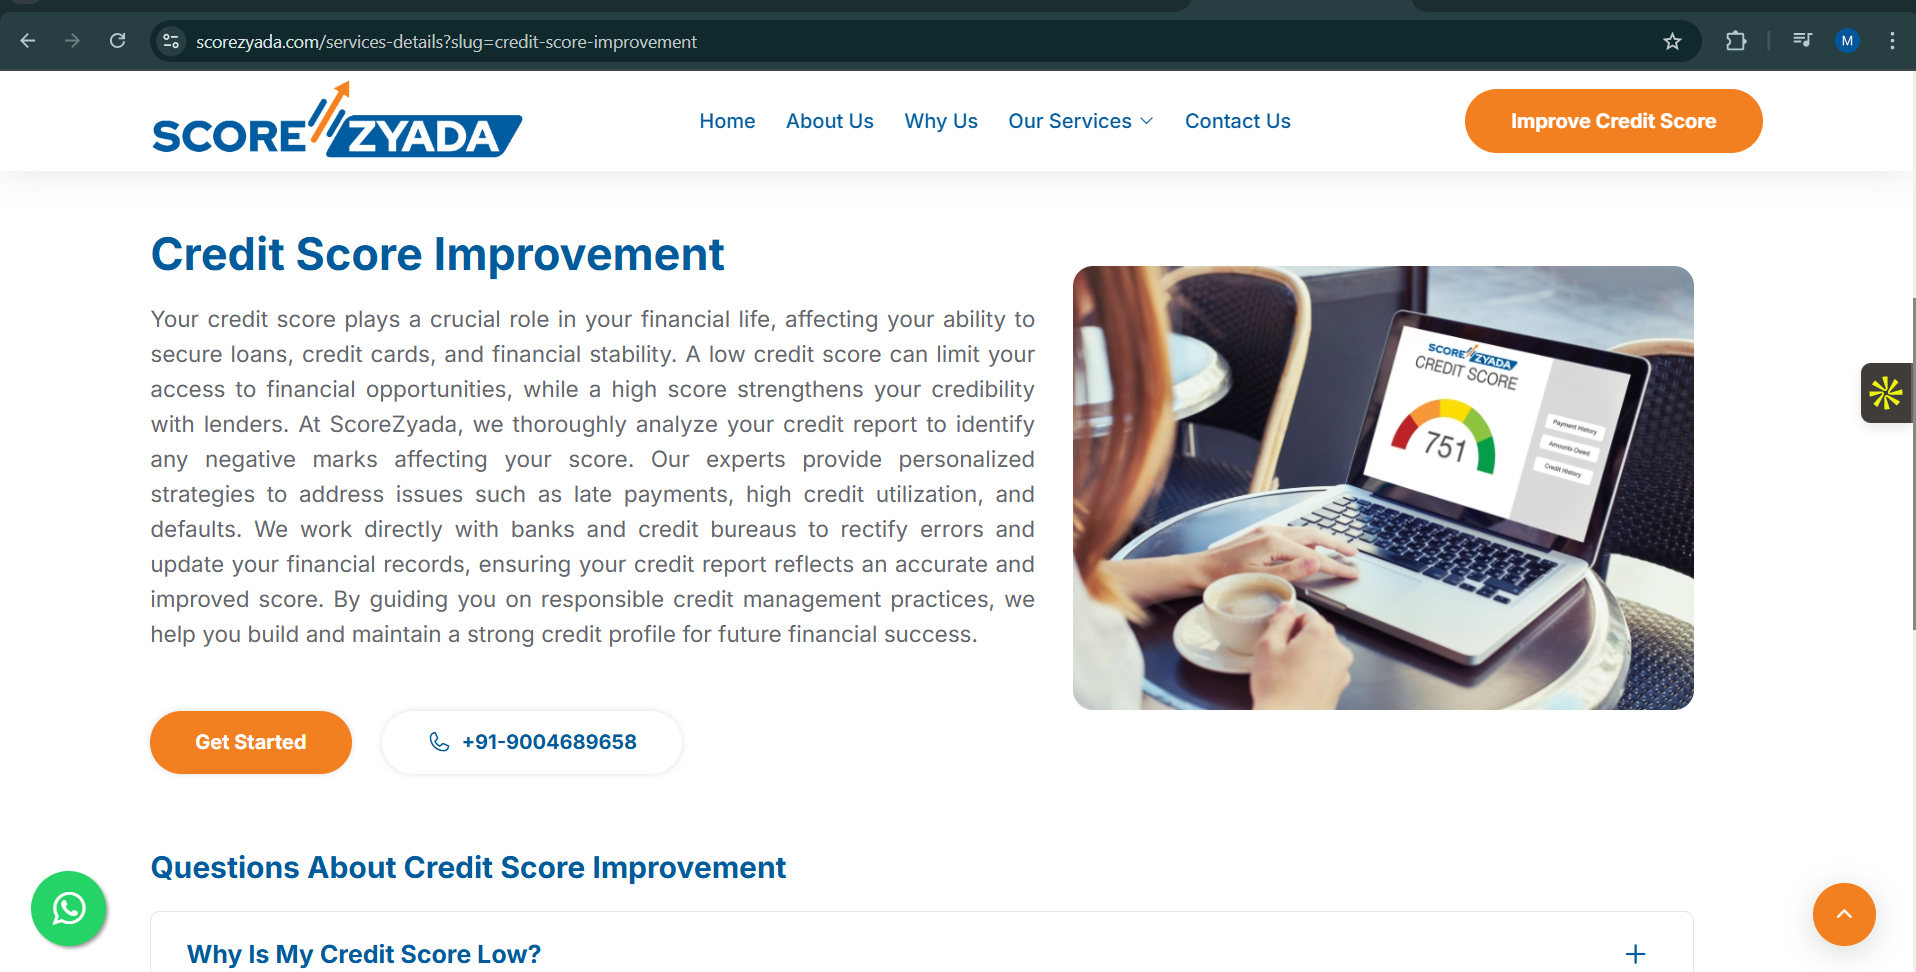 scorezyada.com/services-details?slug=credit-score-improvement
M
SCORE ZYADA
Home
About Us
Why Us
Our Services
Contact Us
Improve Credit Score
Credit Score Improvement
Your credit score plays a crucial role in your financial life, affecting your ability to
secure loans, credit cards, and financial stability. A low credit score can limit your
access to financial opportunities, while a high score strengthens your credibility
with lenders. At ScoreZyada, we thoroughly analyze your credit report to identify
any negative marks affecting your score. Our experts provide personalized
strategies to address issues such as late payments, high credit utilization, and
defaults. We work directly with banks and credit bureaus to rectify errors and
update your financial records, ensuring your credit report reflects an accurate and
improved score. By guiding you on responsible credit management practices, we
help you build and maintain a strong credit profile for future financial success.
SCORE ZYADA
CREDIT SCORE
751
Payment History
Amounts Owed
Credit History
Get Started
+91-9004689658
Questions About Credit Score Improvement
Why Is My Credit Score Low?